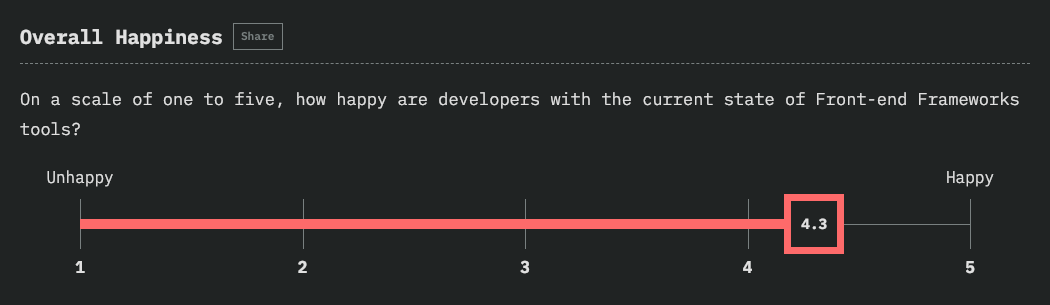 Overall Happiness Share
On a scale of one to five, how happy are developers with the current state of Front-end Frameworks
tools?
Unhappy Happy
4.3
1 2 3 4 5